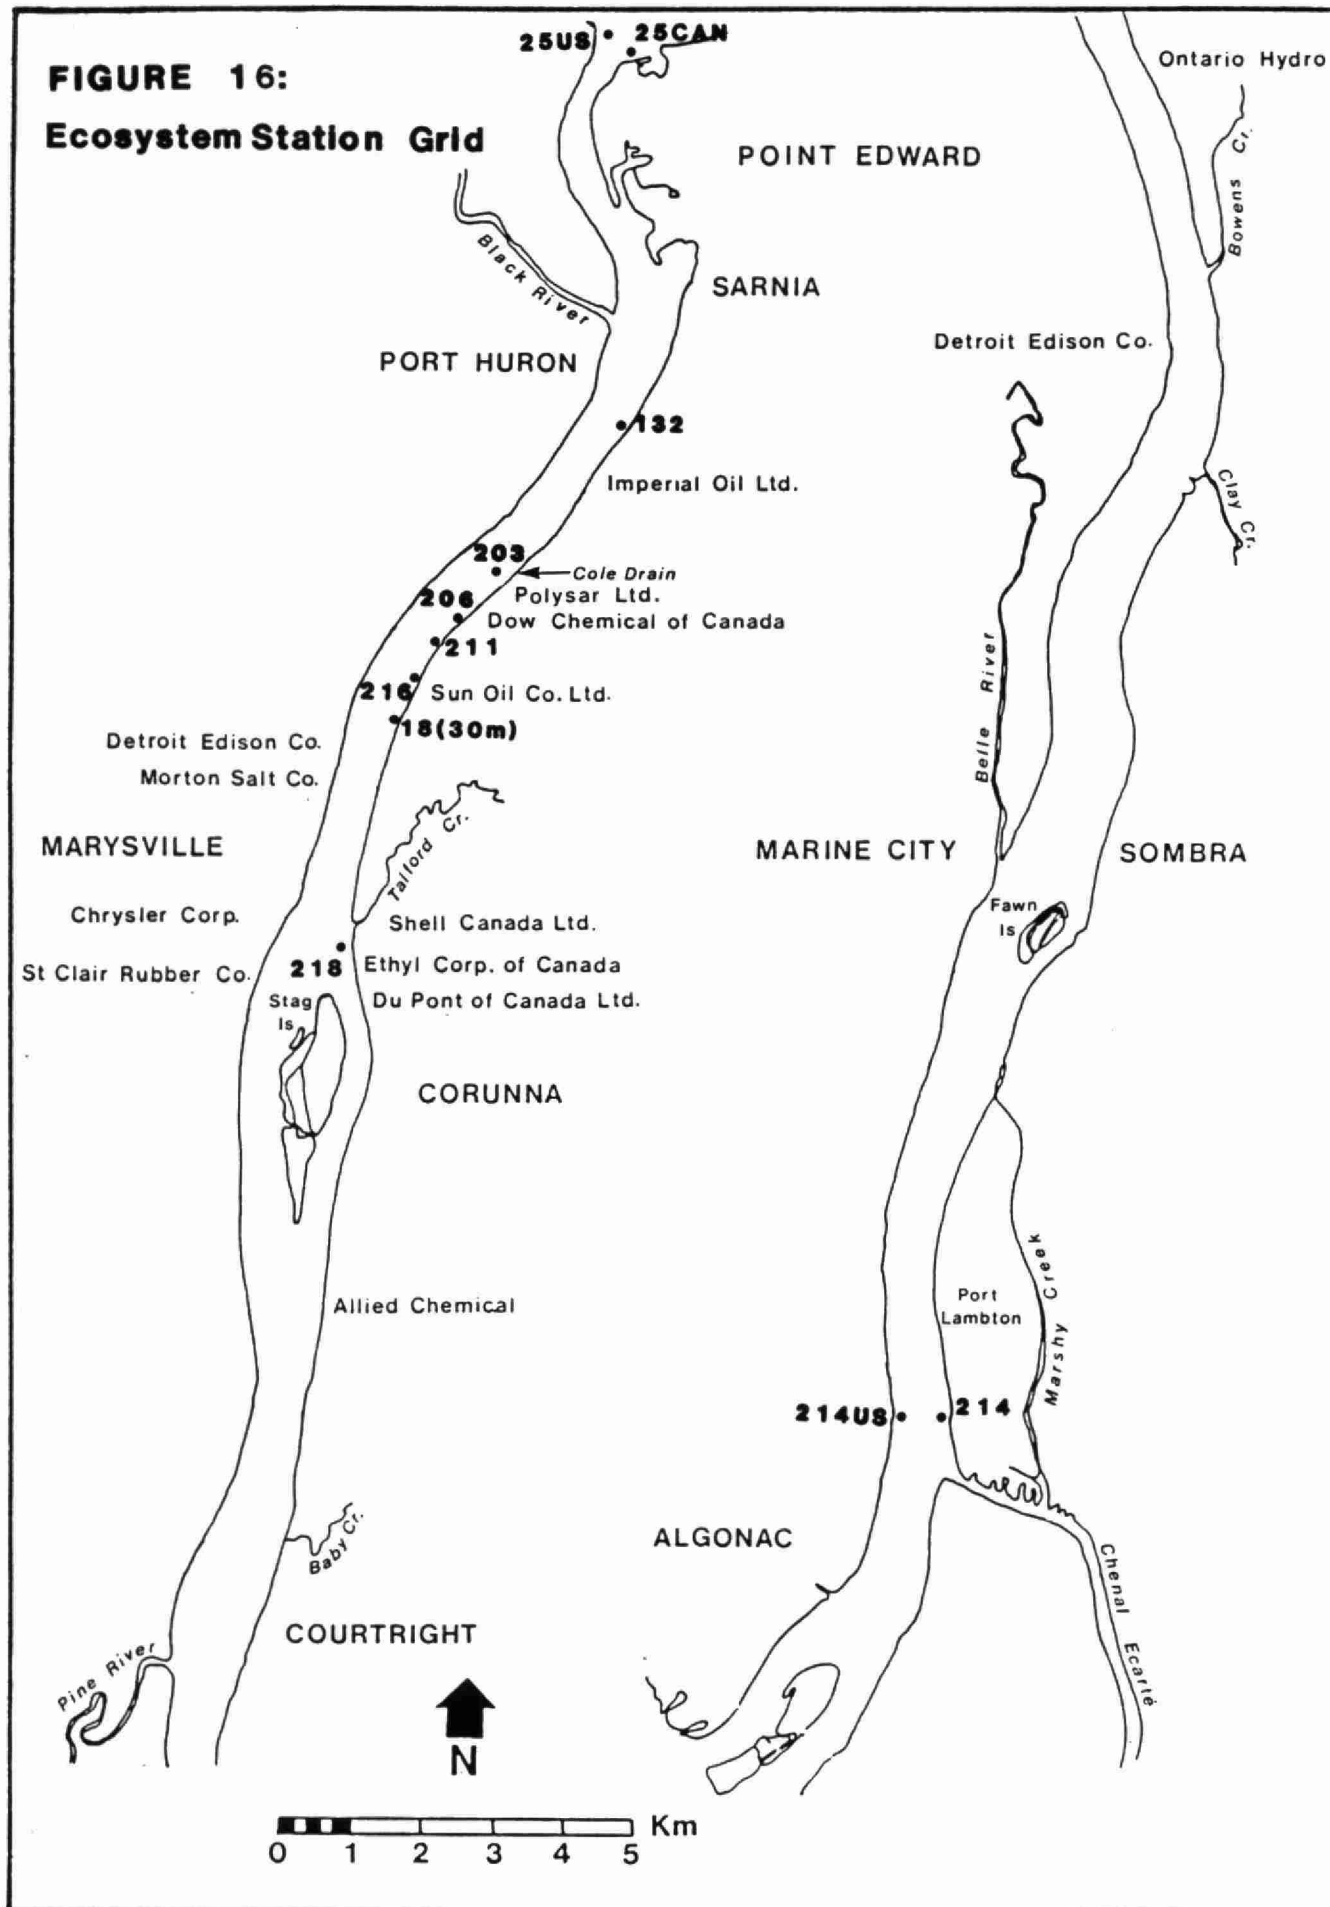 FIGURE 16:
Ecosystem Station Grid
25US
25CAN
POINT EDWARD
Black River
SARNIA
PORT HURON
132
Imperial Oil Ltd.
203
Cole Drain
Polysar Ltd.
206
Dow Chemical of Canada
211
216
Sun Oil Co. Ltd.
18(30m)
Detroit Edison Co.
Morton Salt Co.
Talford Cr.
MARYSVILLE
Chrysler Corp.
Shell Canada Ltd.
218
Ethyl Corp. of Canada
St Clair Rubber Co.
Du Pont of Canada Ltd.
Stag
Is
CORUNNA
Allied Chemical
Baby Cr.
COURTRIGHT
Pine River
N
Km
0 1 2 3 4 5
Ontario Hydro
Bowens Cr.
Detroit Edison Co.
Clay Cr.
Belle River
MARINE CITY
SOMBRA
Fawn
Is
Marshy Creek
Port
Lambton
214US
214
ALGONAC
Chenal Ecarté